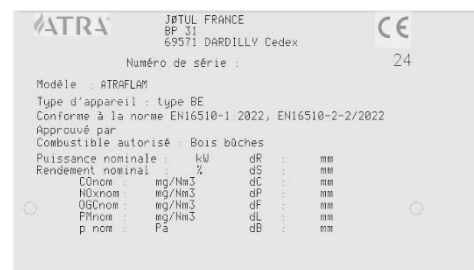 ATRA
JØTUL FRANCE
BP 31
69571 DARDILLY Cedex
CE
24
Numéro de série :
Modèle : ATRAFLAM
Type d'appareil : type BE
Conforme à la norme EN16510-1:2022, EN16510-2-2/2022
Approuvé par
Combustible autorisé : Bois bûches
Puissance nominale : kW dR : mm
Rendement nominal : % dS : mm
COnom : mg/Nm3 dC : mm
NOxnom : mg/Nm3 dP : mm
OGCnom : mg/Nm3 dF : mm
PMnom : mg/Nm3 dL : mm
p nom : Pa dB : mm